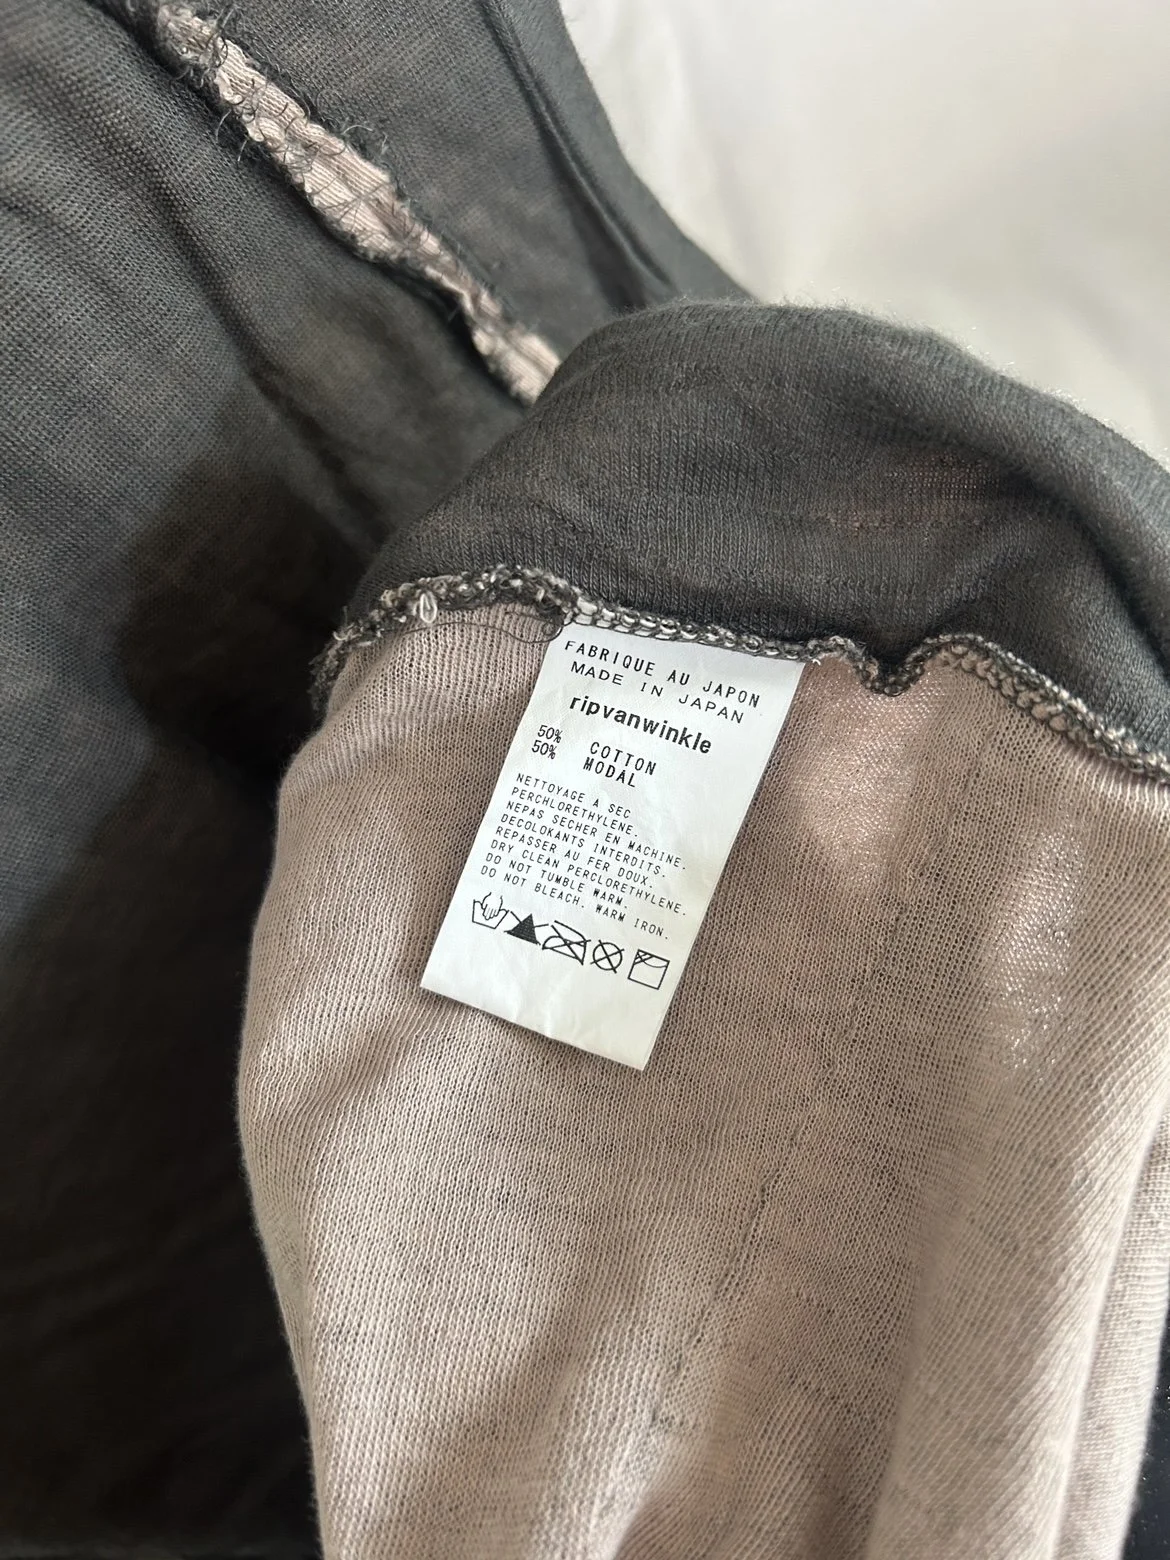 FABRIQUE AU JAPON
MADE IN JAPAN
ripvanwinkle
50% COTTON
50% MODAL
NETTOYAGE A SEC
PERCHLORETHYLENE.
NEPAS SECHER EN MACHINE.
DECOLOKANTS INTERDITS.
REPASSER AU FER DOUX.
DRY CLEAN PERCLORETHYLENE.
DO NOT TUMBLE WARM.
DO NOT BLEACH. WARM IRON.